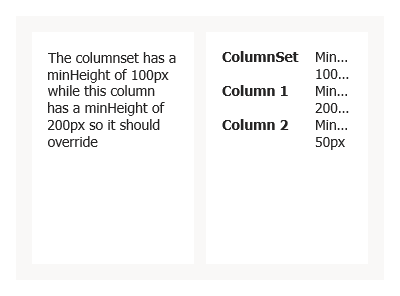 The columnset has a
minHeight of 100px
while this column
has a minHeight of
200px so it should
override
ColumnSet Min...
100...
Column 1 Min...
200...
Column 2 Min...
50px